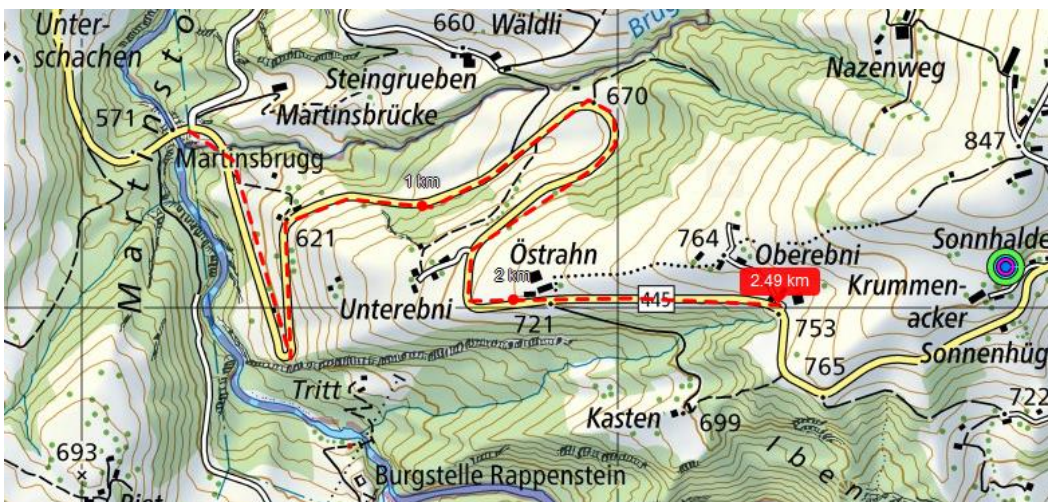 Unter-
schachen
660
Wäldli
Brug
Steingrueben
Nazenweg
670
571
Martinsbrücke
Martinsbrugg
847
1 km
Martinsto
621
Östrahn
764
Oberebni
Sonnhalde
2 km
2.49 km
Krummen-
acker
Unterebni
445
721
753
Sonnenhüg
765
Tritt
722
Kasten
699
693
Iben
Burgstelle Rappenstein